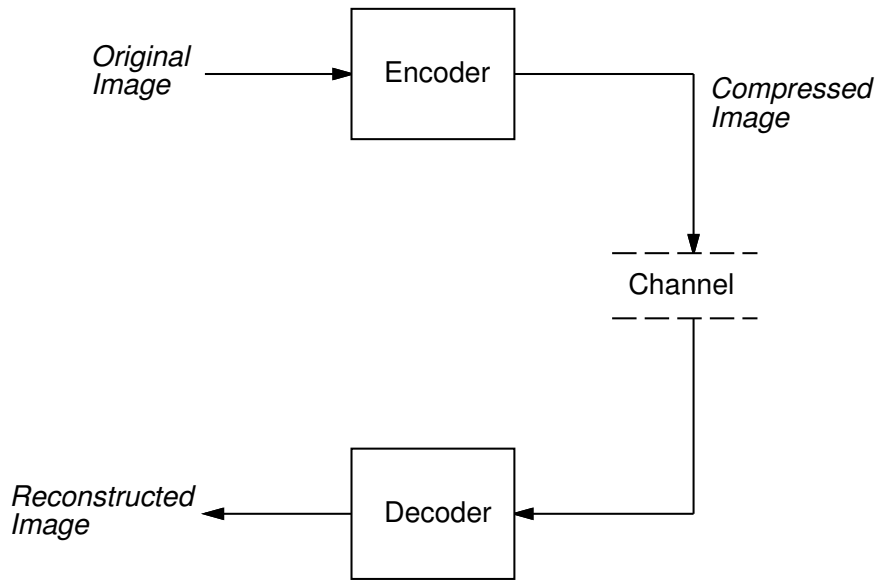 Original
Image
Encoder
Compressed
Image
Channel
Decoder
Reconstructed
Image